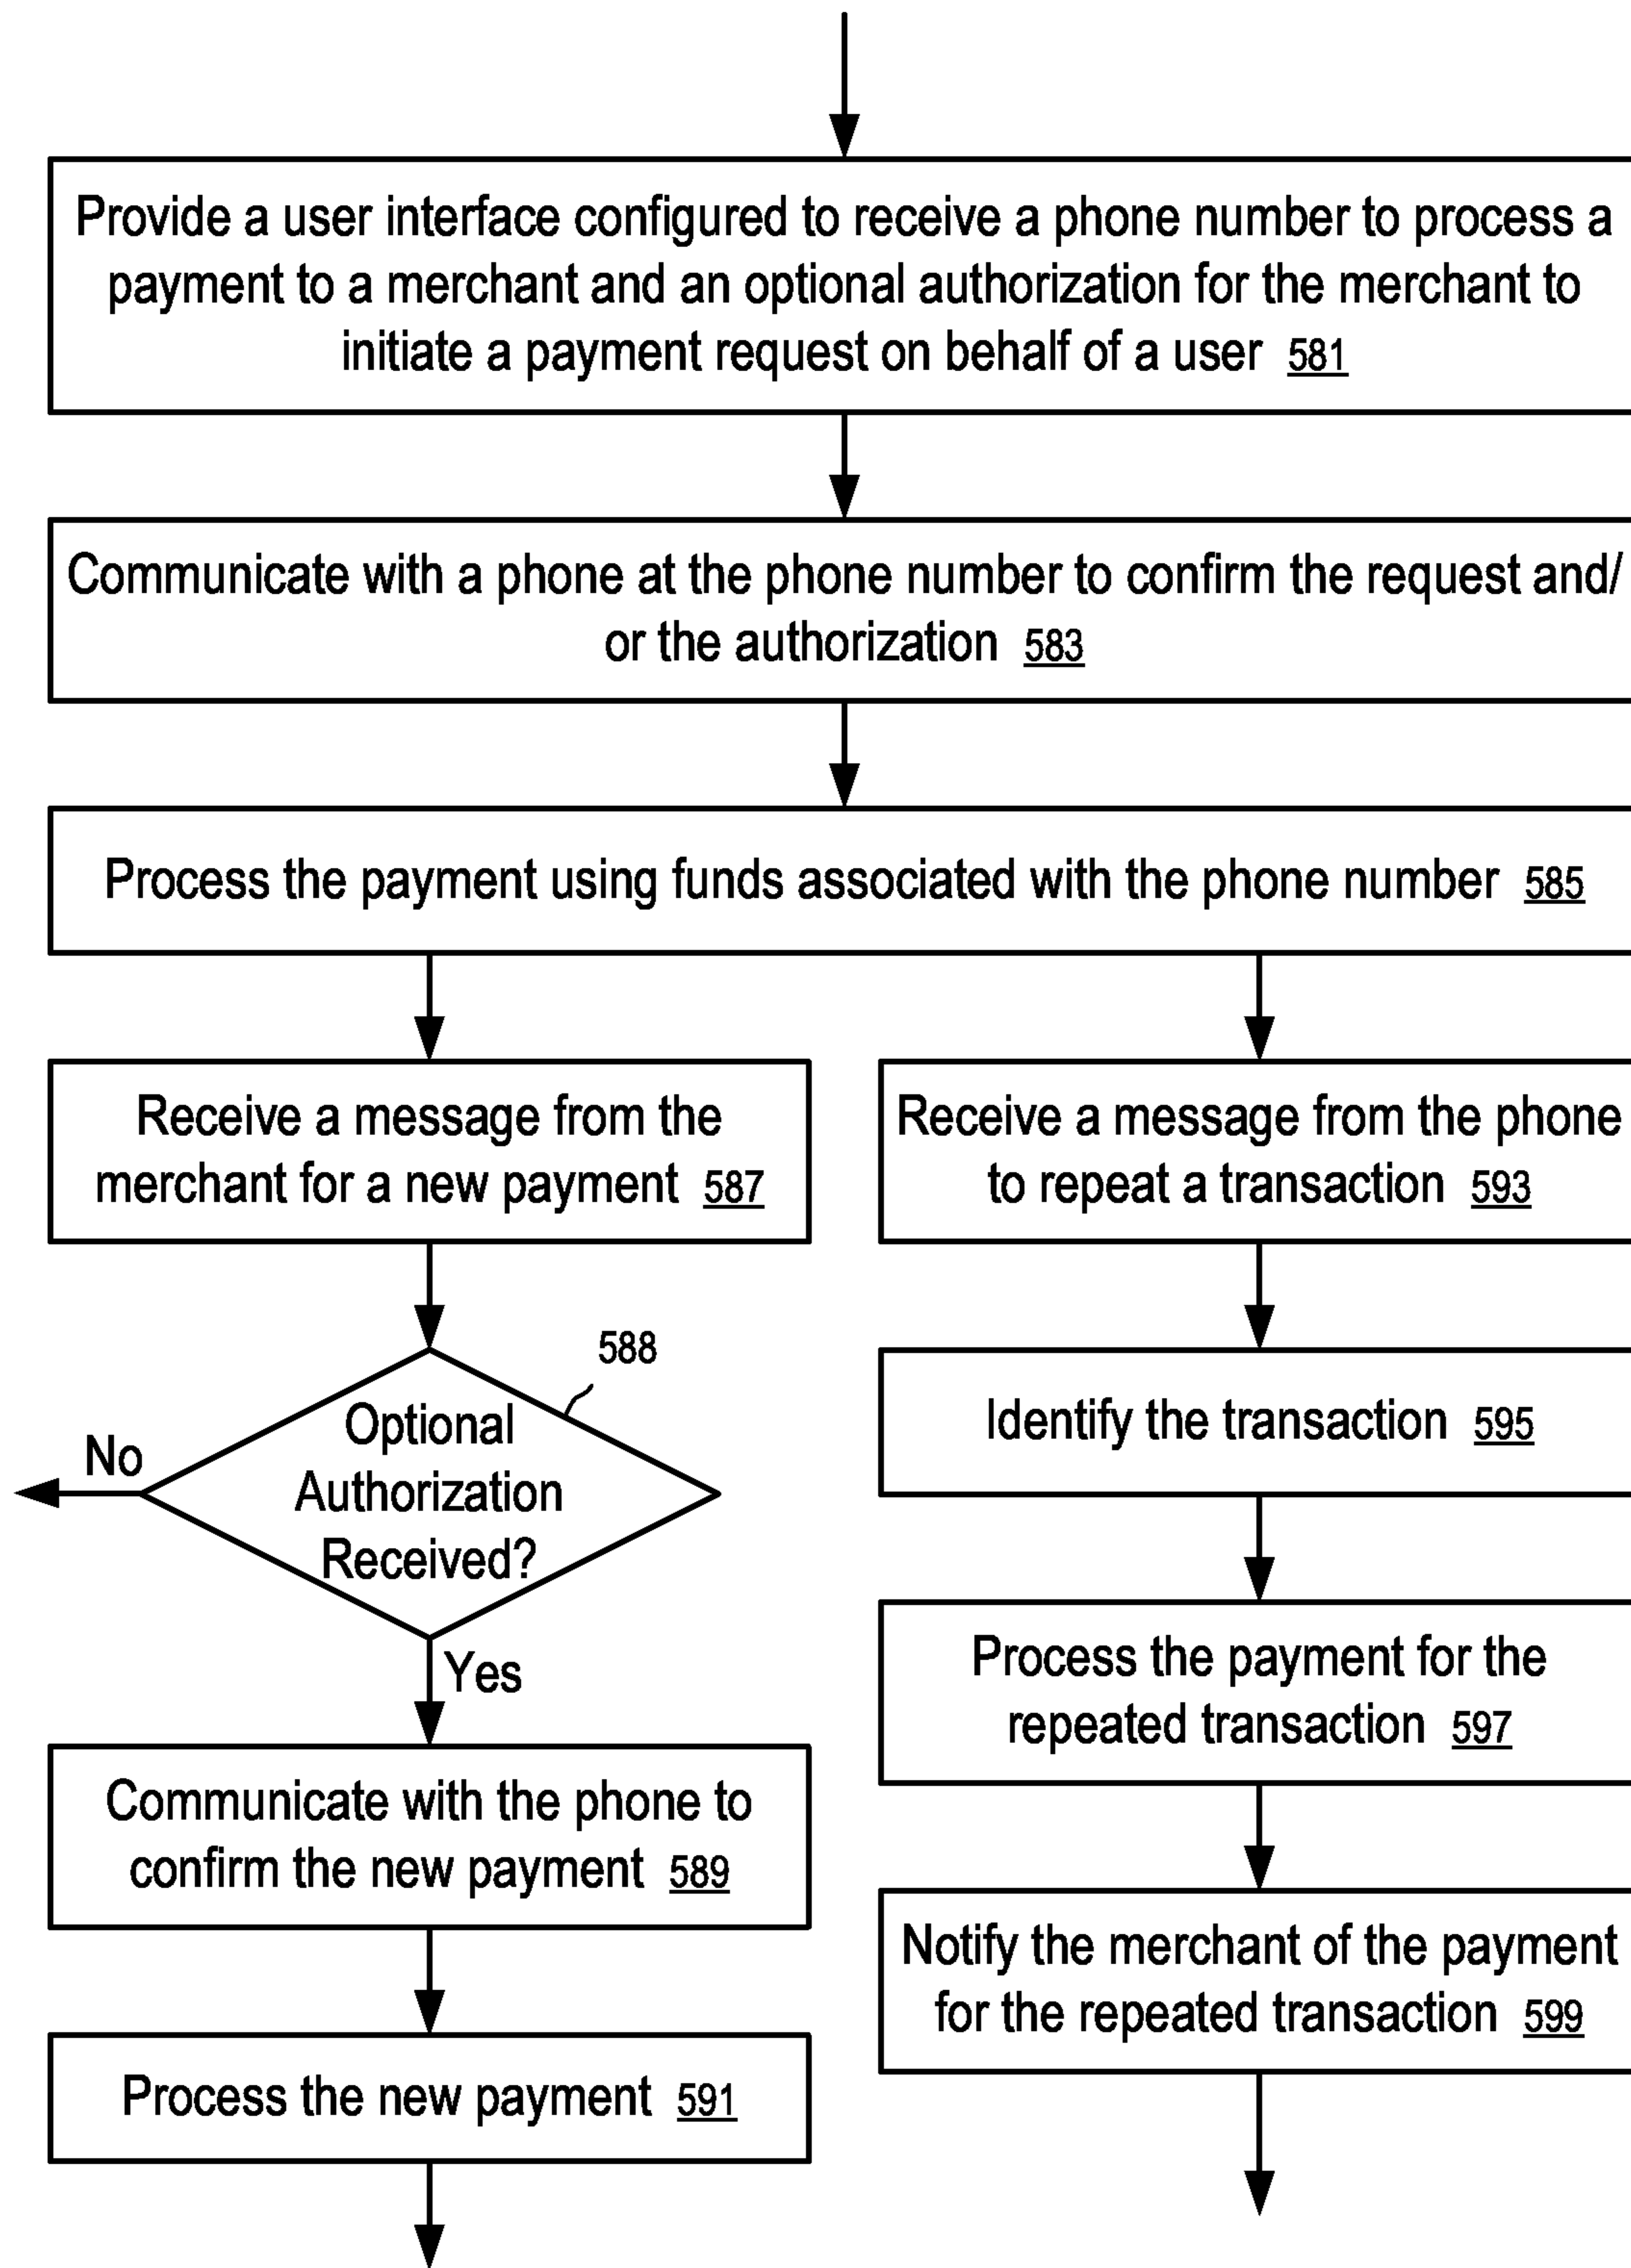 Provide a user interface configured to receive a phone number to process a
payment to a merchant and an optional authorization for the merchant to
initiate a payment request on behalf of a user 581
Communicate with a phone at the phone number to confirm the request and/
or the authorization 583
Process the payment using funds associated with the phone number 585
Receive a message from the
merchant for a new payment 587
588
Optional
Authorization
Received?
No
Yes
Communicate with the phone to
confirm the new payment 589
Process the new payment 591
Receive a message from the phone
to repeat a transaction 593
Identify the transaction 595
Process the payment for the
repeated transaction 597
Notify the merchant of the payment
for the repeated transaction 599